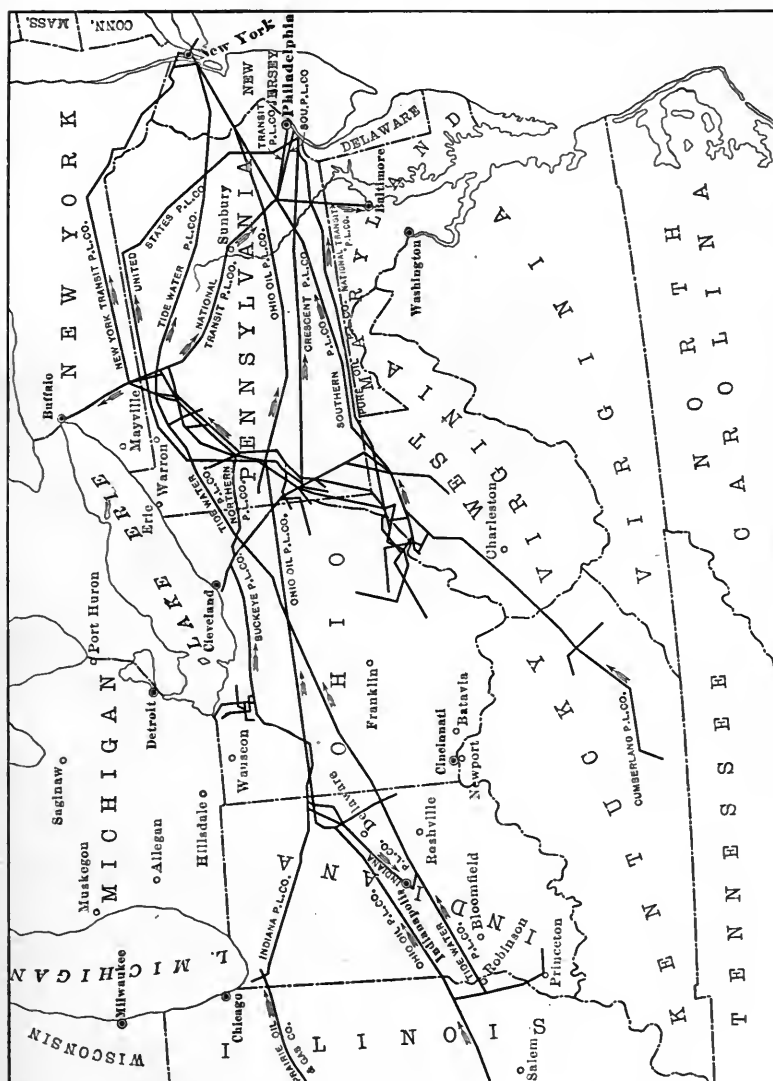 MASS.
CONN.
New York
NEW YORK
NEW JERSEY
Philadelphia
TRANSIT P.L.CO.
SOU. P.L.CO
DELAWARE
MARYLAND
Baltimore
Washington
Buffalo
NEW YORK TRANSIT P.L.CO.
UNITED STATES P.L.CO
TIDE WATER P.L.CO.
Sunbury
NATIONAL TRANSIT P.L.CO.
PENNSYLVANIA
OHIO OIL P.L.CO.
CRESCENT P.L.CO.
SOUTHERN P.L.CO
PURE OIL CO.
NATIONAL TRANSIT P.L.CO.
Mayville
Warron
Erie
LAKE ERIE
TIDE WATER P.L.CO.
NORTHERN P.L.CO.
WEST VIRGINIA
Charleston
VIRGINIA
NORTH CAROLINA
Port Huron
Cleveland
BUCKEYE P.L.CO.
OHIO OIL P.L.CO.
OHIO
Franklin
Saginaw
MICHIGAN
Detroit
Wauscon
Cincinnati
Batavia
Newport
KENTUCKY
CUMBERLAND P.L.CO.
TENNESSEE
Muskegon
Allegan
Hillsdale
Delaware
Reshville
INDIANA P.L.CO.
Indianapolis
INDIANA
INDIANA P.L.CO.
OHIO OIL P.L.CO.
TIDE WATER P.L.CO.
Bloomfield
Robinson
Princeton
L. MICHIGAN
Milwaukee
WISCONSIN
Chicago
PRAIRIE OIL & GAS CO.
ILLINOIS
Salem